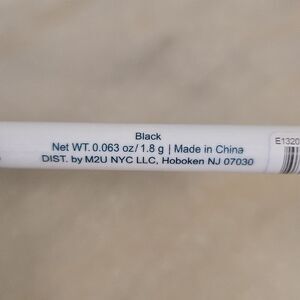 Black
Net WT. 0.063 oz/1.8 g | Made in China
DIST. by M2U NYC LLC, Hoboken NJ 07030
E1320